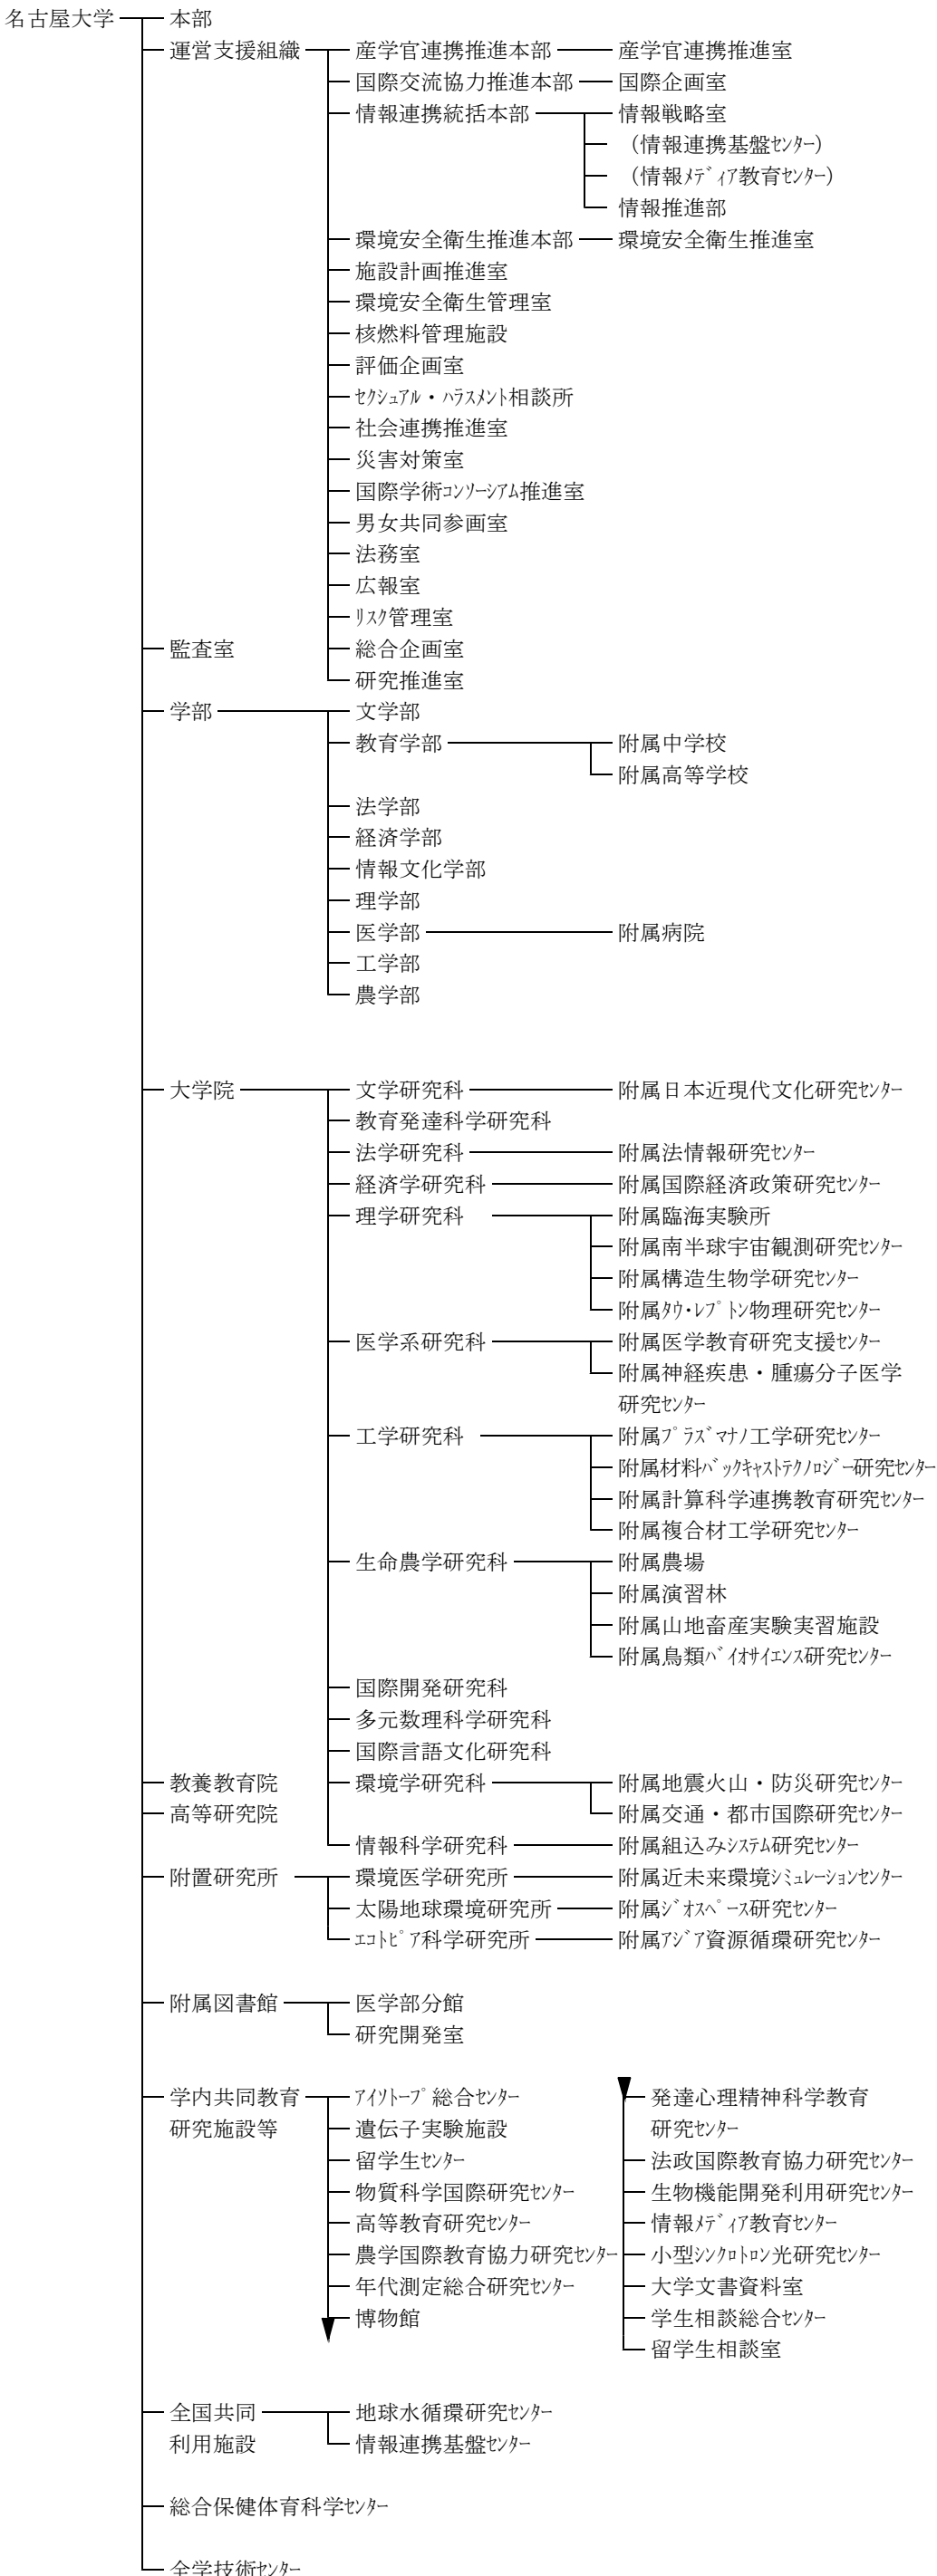 名古屋大学 本部
運営支援組織 産学官連携推進本部 産学官連携推進室
国際交流協力推進本部 国際企画室
情報連携統括本部 情報戦略室
（情報連携基盤ｾﾝﾀｰ）
（情報ﾒﾃﾞｨｱ教育ｾﾝﾀｰ）
情報推進部
環境安全衛生推進本部 環境安全衛生推進室
施設計画推進室
環境安全衛生管理室
核燃料管理施設
評価企画室
ｾｸｼｭｱﾙ・ﾊﾗｽﾒﾝﾄ相談所
社会連携推進室
災害対策室
国際学術ｺﾝｿｰｼｱﾑ推進室
男女共同参画室
法務室
広報室
ﾘｽｸ管理室
監査室 総合企画室
研究推進室
学部 文学部
教育学部 附属中学校
附属高等学校
法学部
経済学部
情報文化学部
理学部
医学部 附属病院
工学部
農学部
大学院 文学研究科 附属日本近現代文化研究ｾﾝﾀｰ
教育発達科学研究科
法学研究科 附属法情報研究ｾﾝﾀｰ
経済学研究科 附属国際経済政策研究ｾﾝﾀｰ
理学研究科 附属臨海実験所
附属南半球宇宙観測研究ｾﾝﾀｰ
附属構造生物学研究ｾﾝﾀｰ
附属ﾀｳ・ﾚﾌﾟﾄﾝ物理研究ｾﾝﾀｰ
医学系研究科 附属医学教育研究支援ｾﾝﾀｰ
附属神経疾患・腫瘍分子医学
研究ｾﾝﾀｰ
工学研究科 附属ﾌﾟﾗｽﾞﾏﾅﾉ工学研究ｾﾝﾀｰ
附属材料ﾊﾞｯｸｷｬｽﾄﾃｸﾉﾛｼﾞｰ研究ｾﾝﾀｰ
附属計算科学連携教育研究ｾﾝﾀｰ
附属複合材工学研究ｾﾝﾀｰ
生命農学研究科 附属農場
附属演習林
附属山地畜産実験実習施設
附属鳥類ﾊﾞｲｵｻｲｴﾝｽ研究ｾﾝﾀｰ
国際開発研究科
多元数理科学研究科
国際言語文化研究科
教養教育院 環境学研究科 附属地震火山・防災研究ｾﾝﾀｰ
高等研究院 附属交通・都市国際研究ｾﾝﾀｰ
情報科学研究科 附属組込みｼｽﾃﾑ研究ｾﾝﾀｰ
附置研究所 環境医学研究所 附属近未来環境ｼﾐｭﾚｰｼｮﾝｾﾝﾀｰ
太陽地球環境研究所 附属ｼﾞｵｽﾍﾟｰｽ研究ｾﾝﾀｰ
ｴｺﾄﾋﾟｱ科学研究所 附属ｱｼﾞｱ資源循環研究ｾﾝﾀｰ
附属図書館 医学部分館
研究開発室
学内共同教育 ｱｲｿﾄｰﾌﾟ総合ｾﾝﾀｰ 発達心理精神科学教育
研究施設等 遺伝子実験施設 研究ｾﾝﾀｰ
留学生ｾﾝﾀｰ 法政国際教育協力研究ｾﾝﾀｰ
物質科学国際研究ｾﾝﾀｰ 生物機能開発利用研究ｾﾝﾀｰ
高等教育研究ｾﾝﾀｰ 情報ﾒﾃﾞｨｱ教育ｾﾝﾀｰ
農学国際教育協力研究ｾﾝﾀｰ 小型ｼﾝｸﾛﾄﾛﾝ光研究ｾﾝﾀｰ
年代測定総合研究ｾﾝﾀｰ 大学文書資料室
博物館 学生相談総合ｾﾝﾀｰ
留学生相談室
全国共同 地球水循環研究ｾﾝﾀｰ
利用施設 情報連携基盤ｾﾝﾀｰ
総合保健体育科学ｾﾝﾀｰ
全学技術ｾﾝﾀｰ